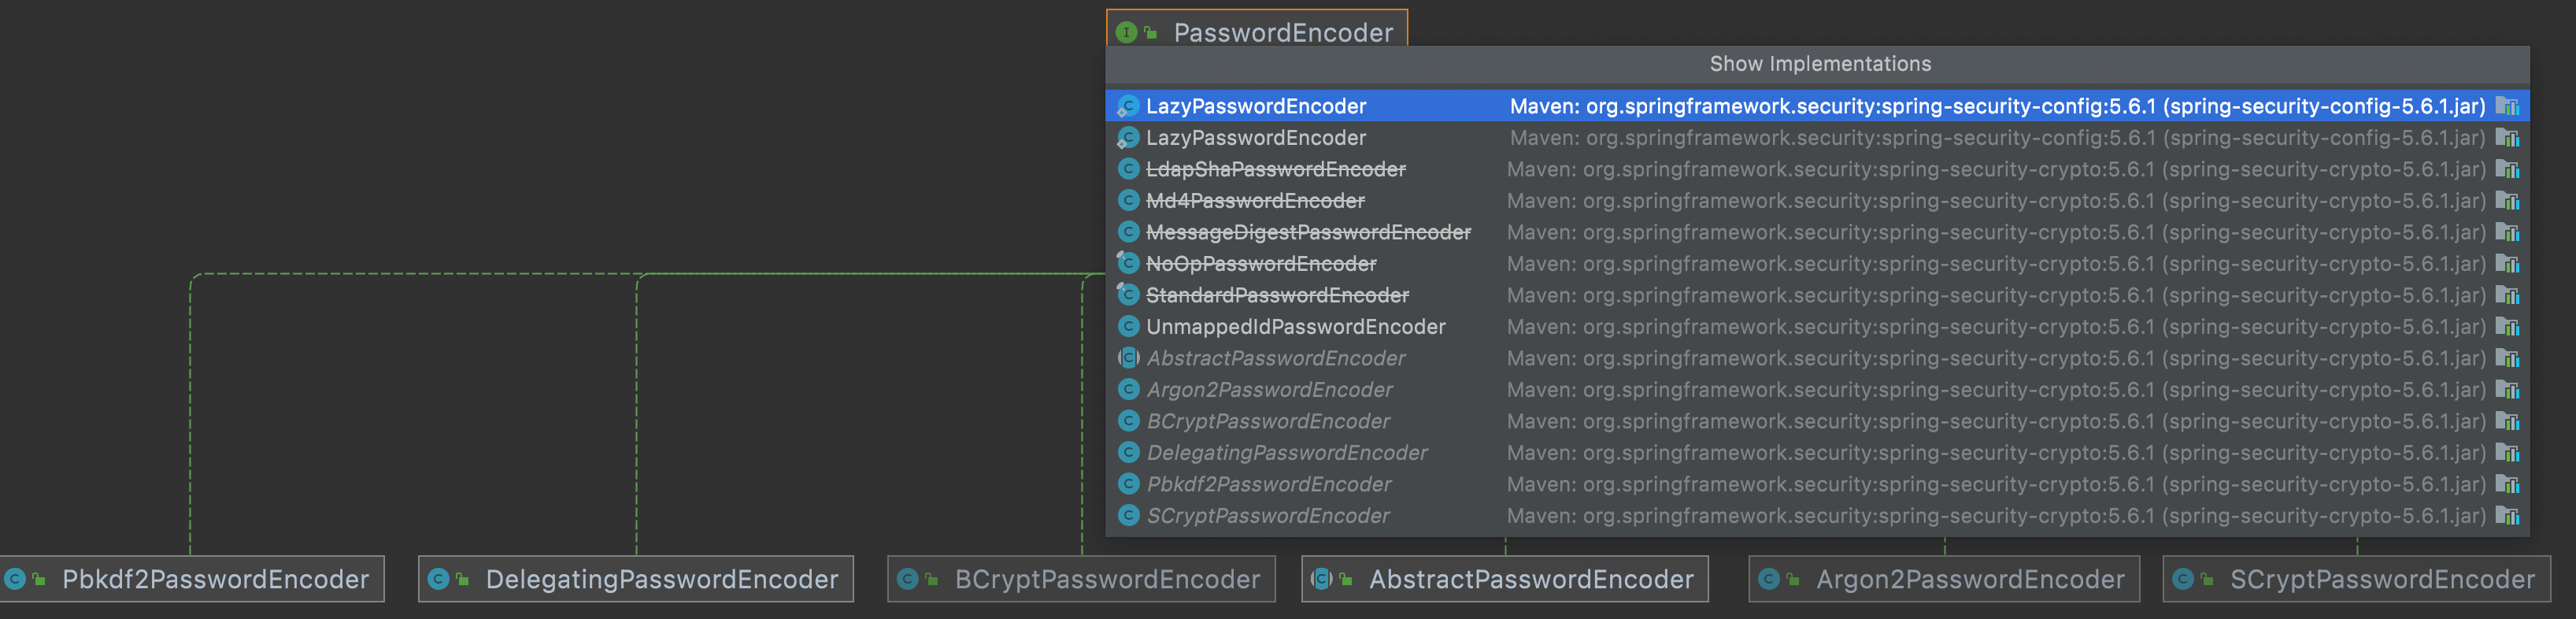 PasswordEncoder
Show Implementations
LazyPasswordEncoder Maven: org.springframework.security:spring-security-config:5.6.1 (spring-security-config-5.6.1.jar)
LazyPasswordEncoder Maven: org.springframework.security:spring-security-config:5.6.1 (spring-security-config-5.6.1.jar)
LdapShaPasswordEncoder Maven: org.springframework.security:spring-security-crypto:5.6.1 (spring-security-crypto-5.6.1.jar)
Md4PasswordEncoder Maven: org.springframework.security:spring-security-crypto:5.6.1 (spring-security-crypto-5.6.1.jar)
MessageDigestPasswordEncoder Maven: org.springframework.security:spring-security-crypto:5.6.1 (spring-security-crypto-5.6.1.jar)
NoOpPasswordEncoder Maven: org.springframework.security:spring-security-crypto:5.6.1 (spring-security-crypto-5.6.1.jar)
StandardPasswordEncoder Maven: org.springframework.security:spring-security-crypto:5.6.1 (spring-security-crypto-5.6.1.jar)
UnmappedIdPasswordEncoder Maven: org.springframework.security:spring-security-crypto:5.6.1 (spring-security-crypto-5.6.1.jar)
AbstractPasswordEncoder Maven: org.springframework.security:spring-security-crypto:5.6.1 (spring-security-crypto-5.6.1.jar)
Argon2PasswordEncoder Maven: org.springframework.security:spring-security-crypto:5.6.1 (spring-security-crypto-5.6.1.jar)
BCryptPasswordEncoder Maven: org.springframework.security:spring-security-crypto:5.6.1 (spring-security-crypto-5.6.1.jar)
DelegatingPasswordEncoder Maven: org.springframework.security:spring-security-crypto:5.6.1 (spring-security-crypto-5.6.1.jar)
Pbkdf2PasswordEncoder Maven: org.springframework.security:spring-security-crypto:5.6.1 (spring-security-crypto-5.6.1.jar)
SCryptPasswordEncoder Maven: org.springframework.security:spring-security-crypto:5.6.1 (spring-security-crypto-5.6.1.jar)
Pbkdf2PasswordEncoder DelegatingPasswordEncoder BCryptPasswordEncoder AbstractPasswordEncoder Argon2PasswordEncoder SCryptPasswordEncoder